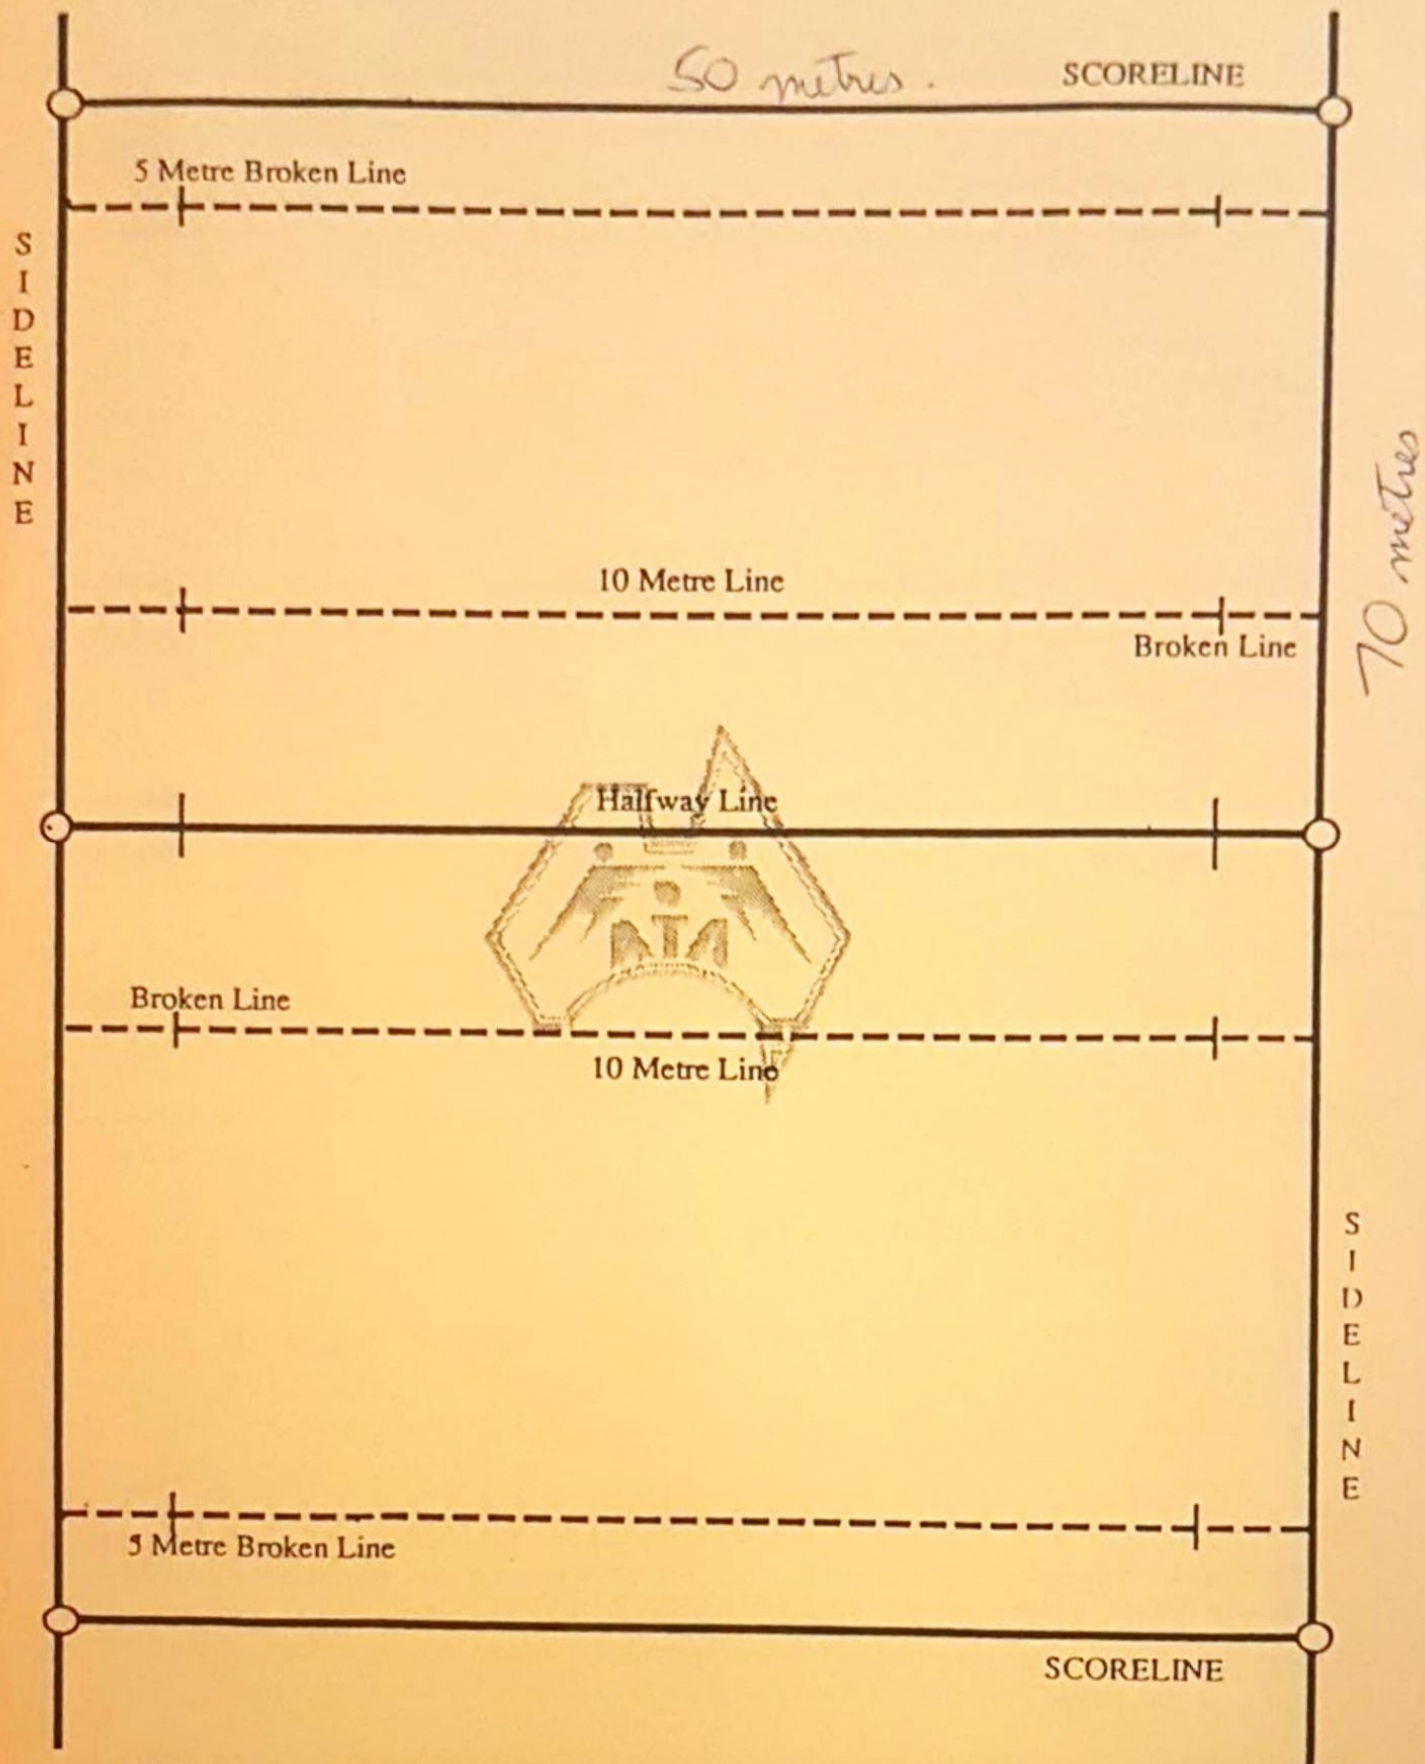 50 metres.
SCORELINE
5 Metre Broken Line
SIDELINE
10 Metre Line
Broken Line
70 metres
Halfway Line
ATA
Broken Line
10 Metre Line
SIDELINE
5 Metre Broken Line
SCORELINE